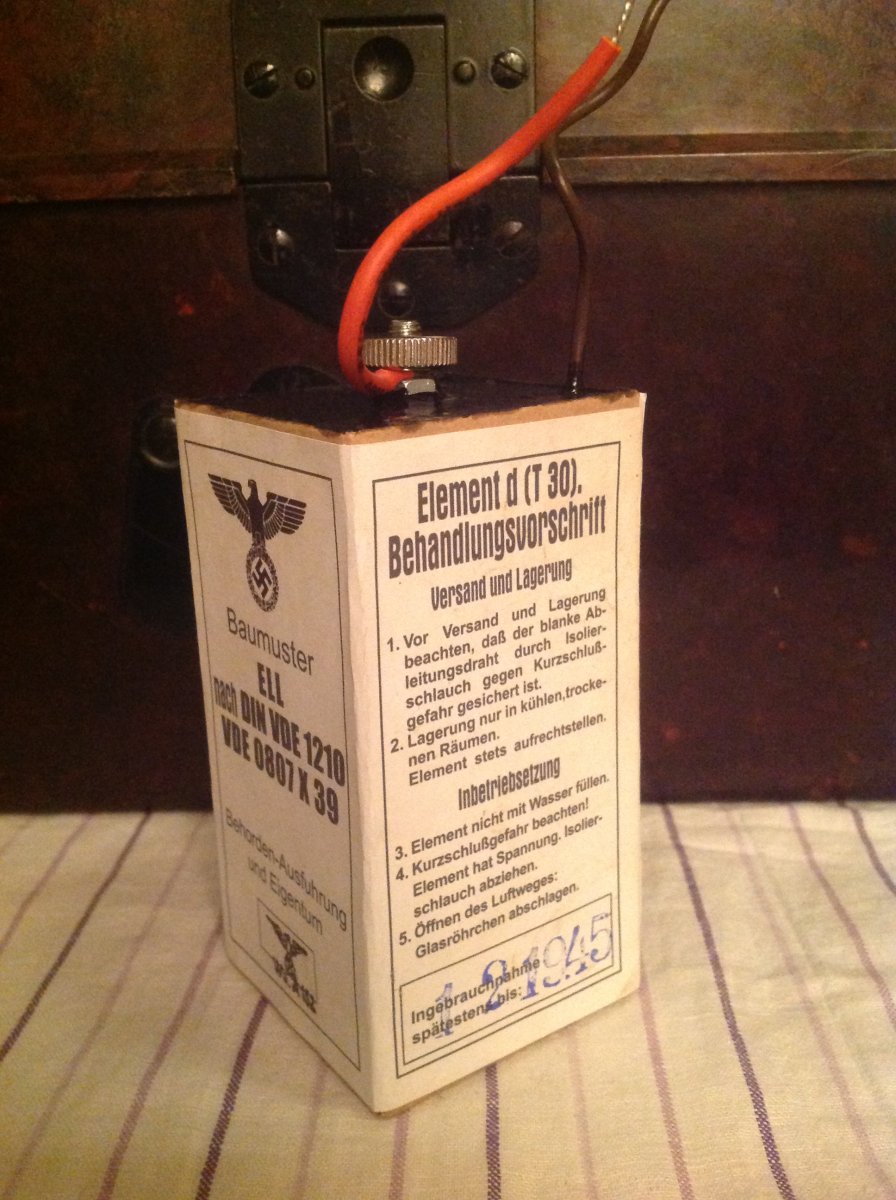 Baumuster
ELL
nach DIN VDE 1210
VDE 0807 X 39
Behörden-Ausführung
und Eigentum
Element d (T 30).
Behandlungsvorschrift
Versand und Lagerung
1. Vor Versand und Lagerung
beachten, daß der blanke Ab-
leitungsdraht durch Isolier-
schlauch gegen Kurzschluß-
gefahr gesichert ist.
2. Lagerung nur in kühlen,trocke-
nen Räumen.
Element stets aufrechtstellen.
Inbetriebsetzung
3. Element nicht mit Wasser füllen.
4. Kurzschlußgefahr beachten!
Element hat Spannung. Isolier-
schlauch abziehen.
5. Öffnen des Luftweges:
Glasröhrchen abschlagen.
Ingebrauchnahme
spätestens bis:
1. 2. 1945